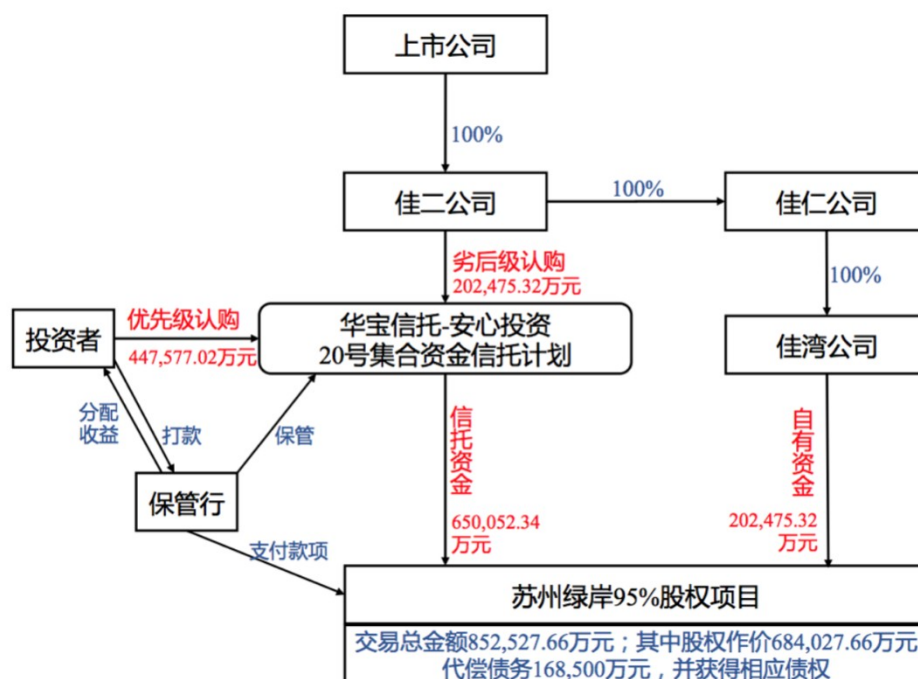 上市公司
100%
佳二公司
100%
佳仁公司
劣后级认购
202,475.32万元
100%
投资者
优先级认购
447,577.02万元
华宝信托-安心投资
20号集合资金信托计划
佳湾公司
分配
收益
打款
保管
信托资金
自有资金
保管行
650,052.34
万元
202,475.32
万元
支付款项
苏州绿岸95%股权项目
交易总金额852,527.66万元；其中股权作价684,027.66万元
代偿债务168,500万元，并获得相应债权